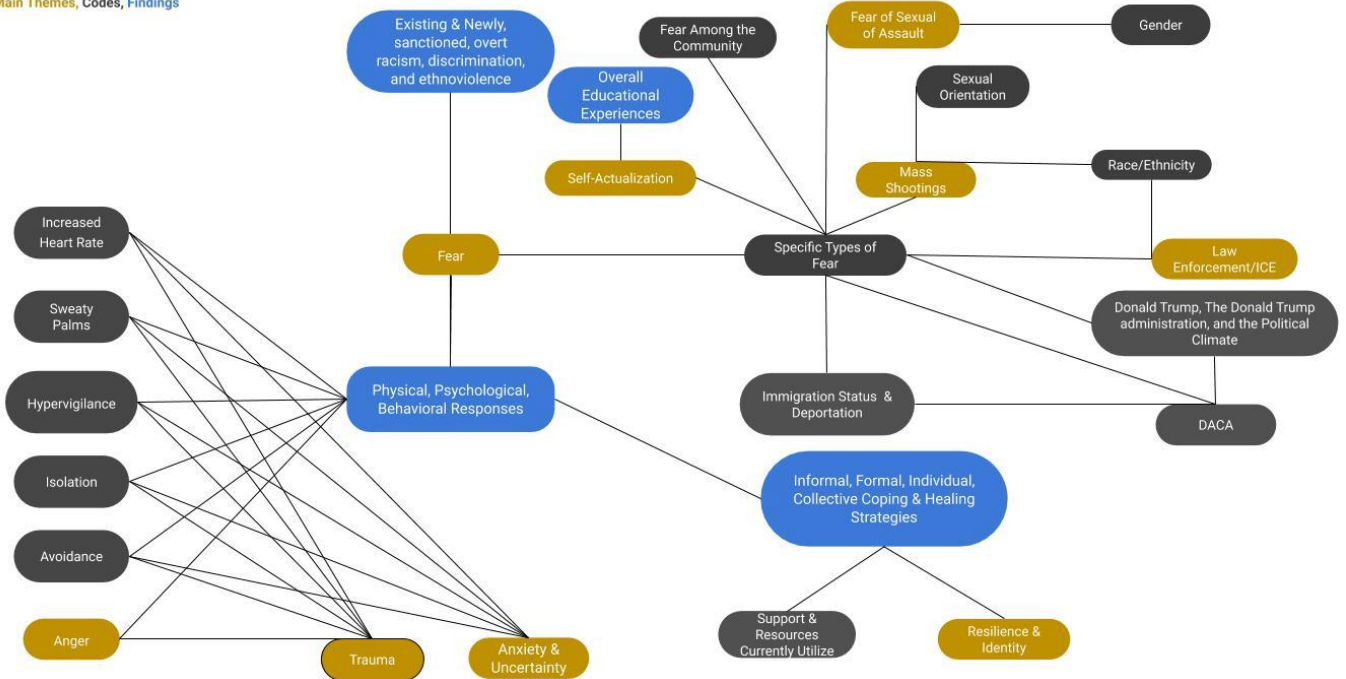 Main Themes, Codes, Findings
Existing & Newly,
sanctioned, overt
racism, discrimination,
and ethnoviolence
Fear Among the
Community
Fear of Sexual
of Assault
Gender
Overall
Educational
Experiences
Sexual
Orientation
Self-Actualization
Mass
Shootings
Race/Ethnicity
Increased
Heart Rate
Fear
Specific Types of
Fear
Law
Enforcement/ICE
Sweaty
Palms
Donald Trump, The Donald Trump
administration, and the Political
Climate
Hypervigilance
Physical, Psychological,
Behavioral Responses
Immigration Status &
Deportation
DACA
Isolation
Informal, Formal, Individual,
Collective Coping & Healing
Strategies
Avoidance
Anger
Trauma
Anxiety &
Uncertainty
Support &
Resources
Currently Utilize
Resilience &
Identity